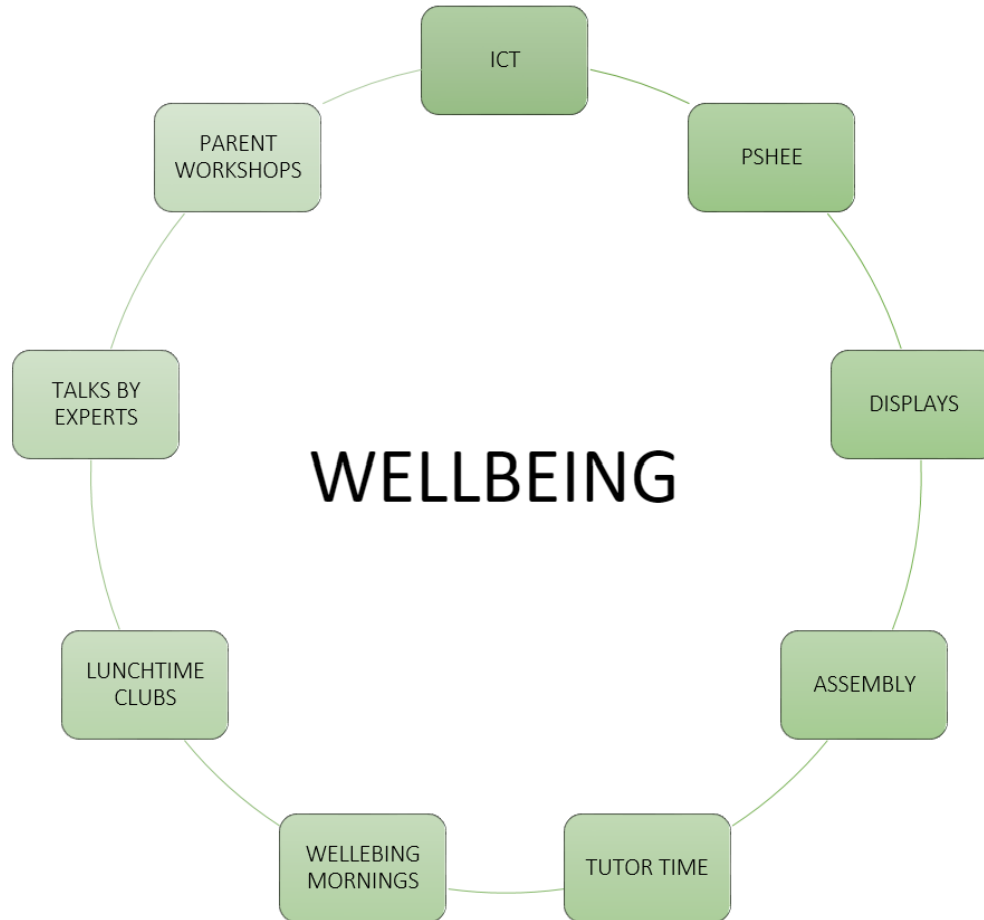 ICT
PSHEE
DISPLAYS
ASSEMBLY
TUTOR TIME
WELLEBING
MORNINGS
LUNCHTIME
CLUBS
TALKS BY
EXPERTS
PARENT
WORKSHOPS
WELLBEING